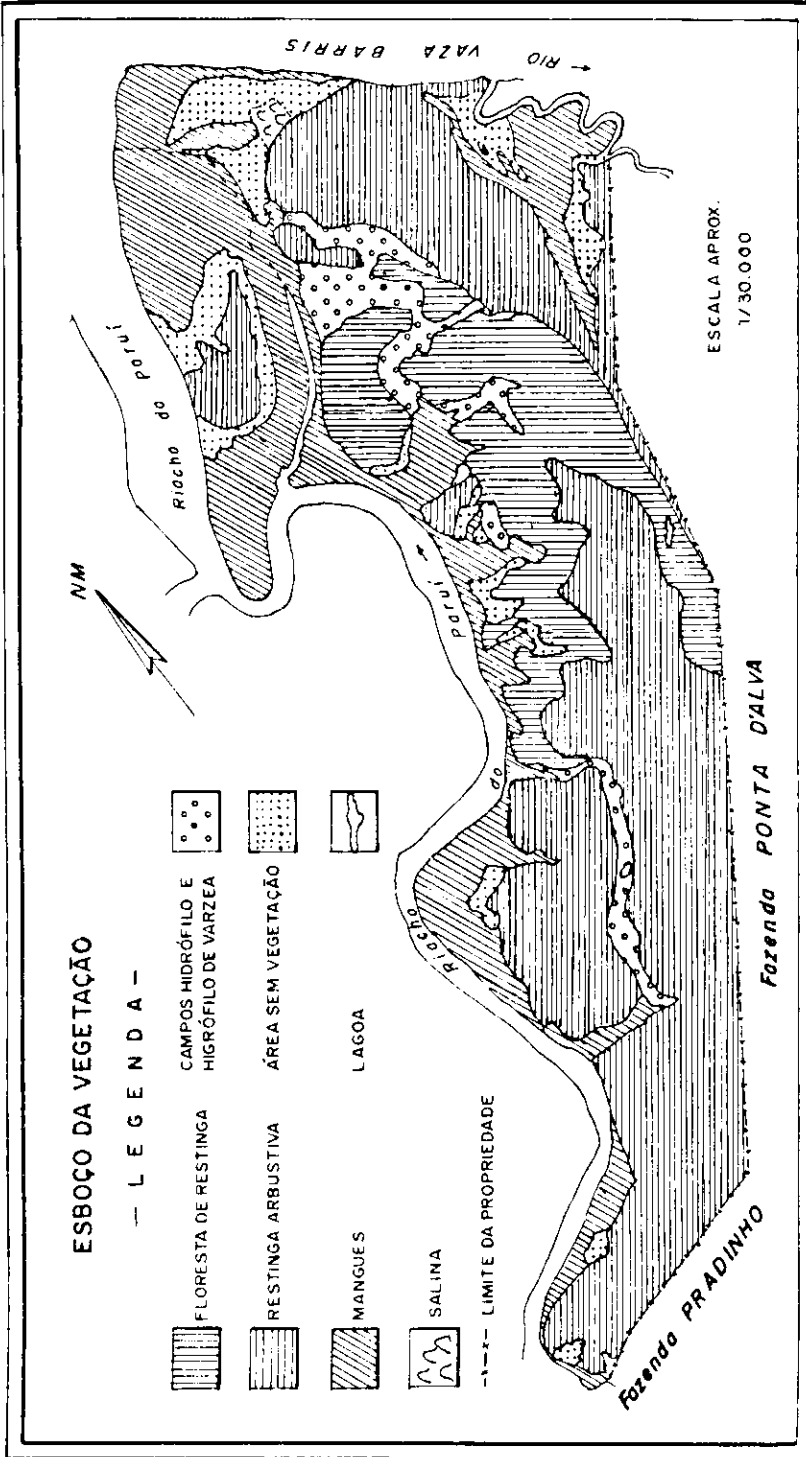 ESBOÇO DA VEGETAÇÃO
— LEGENDA —
FLORESTA DE RESTINGA
RESTINGA ARBUSTIVA
MANGUES
SALINA
LIMITE DA PROPRIEDADE
CAMPOS HIDRÓFILO E
HIGRÓFILO DE VARZEA
ÁREA SEM VEGETAÇÃO
LAGOA
NM
Riacho do Paruí
Riacho do Paruí
RIO VAZA BARRIS
Fazenda PRADINHO
Fazenda PONTA D'ALVA
ESCALA APROX.
1/30.000